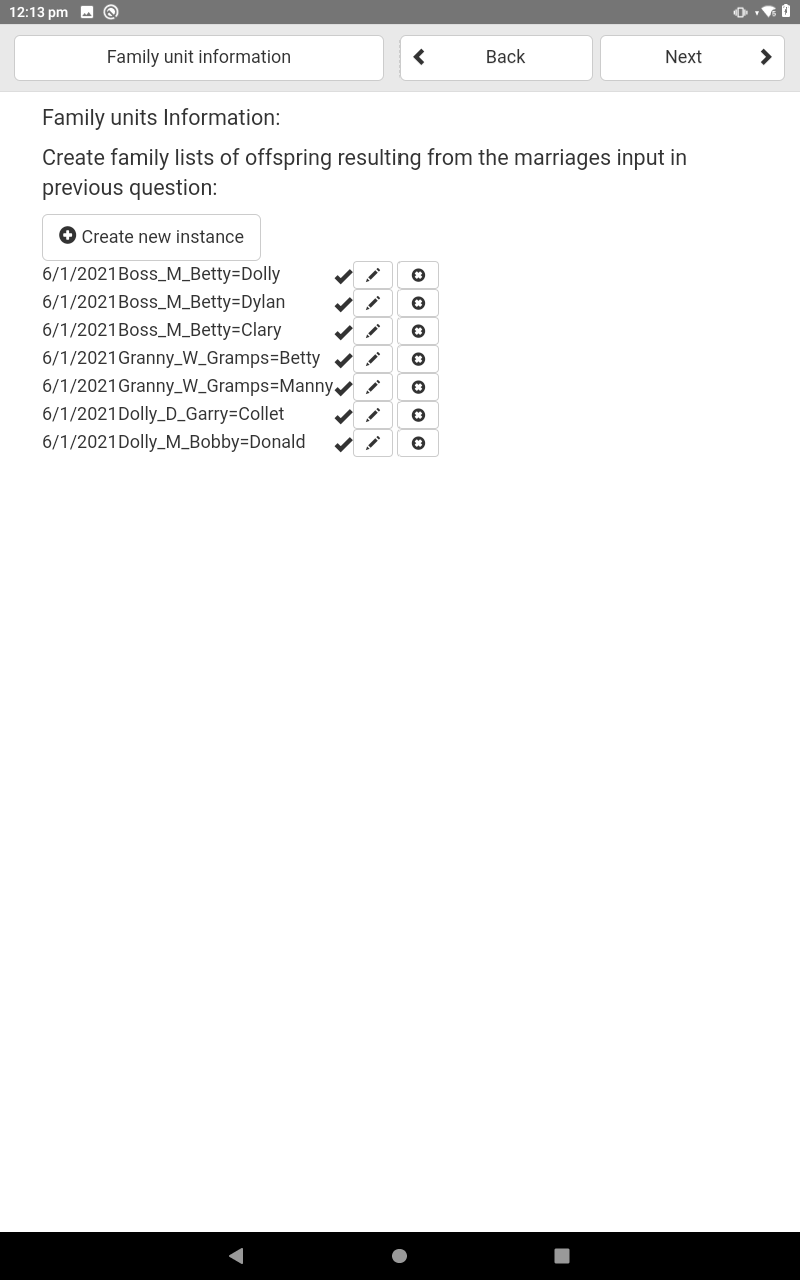 12:13 pm
Family unit information
Back
Next
Family units Information:
Create family lists of offspring resulting from the marriages input in
previous question:
Create new instance
6/1/2021Boss_M_Betty=Dolly
6/1/2021Boss_M_Betty=Dylan
6/1/2021Boss_M_Betty=Clary
6/1/2021Granny_W_Gramps=Betty
6/1/2021Granny_W_Gramps=Manny
6/1/2021Dolly_D_Garry=Collet
6/1/2021Dolly_M_Bobby=Donald